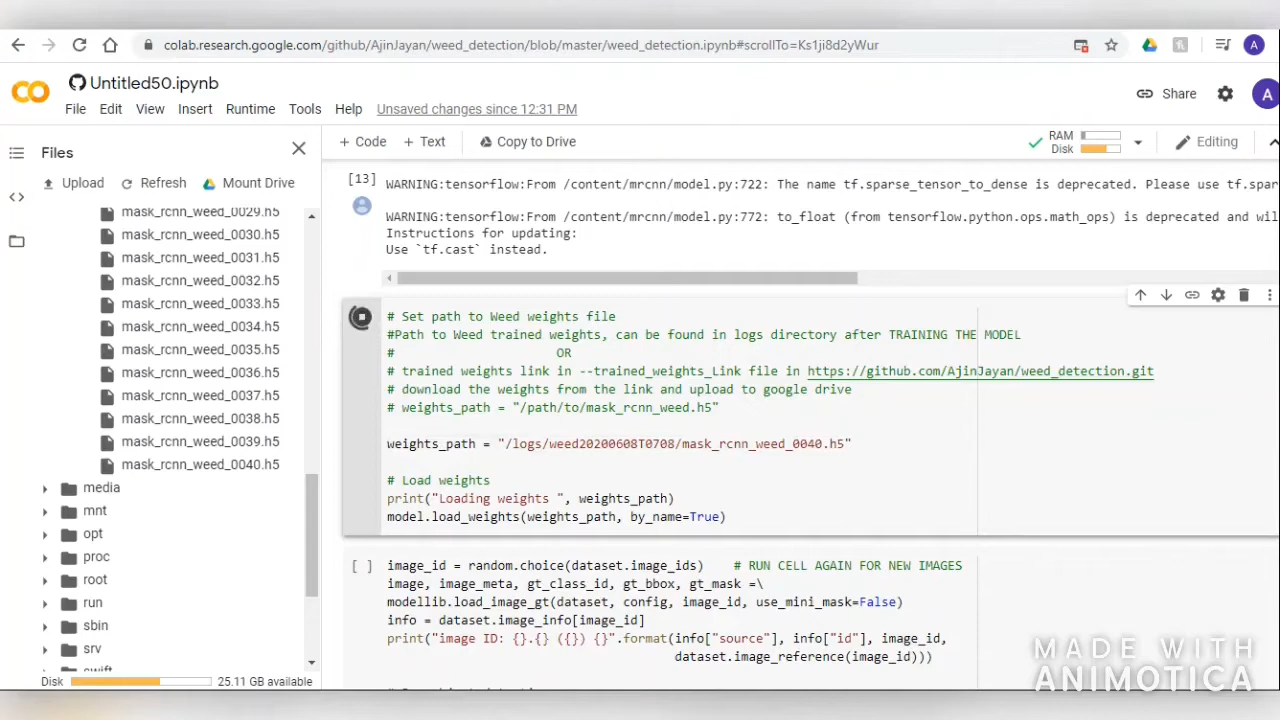 colab.research.google.com/github/AjinJayan/weed_detection/blob/master/weed_detection.ipynb#scrollTo=Ks1ji8d2yWur
A
Untitled50.ipynb
File Edit View Insert Runtime Tools Help Unsaved changes since 12:31 PM
Share
A
Files
+ Code + Text Copy to Drive
RAM
Disk
Editing
Upload Refresh Mount Drive
mask_rcnn_weed_0029.h5
mask_rcnn_weed_0030.h5
mask_rcnn_weed_0031.h5
mask_rcnn_weed_0032.h5
mask_rcnn_weed_0033.h5
mask_rcnn_weed_0034.h5
mask_rcnn_weed_0035.h5
mask_rcnn_weed_0036.h5
mask_rcnn_weed_0037.h5
mask_rcnn_weed_0038.h5
mask_rcnn_weed_0039.h5
mask_rcnn_weed_0040.h5
media
mnt
opt
proc
root
run
sbin
srv
swift
Disk 25.11 GB available
[13] WARNING:tensorflow:From /content/mrcnn/model.py:722: The name tf.sparse_tensor_to_dense is deprecated. Please use tf.spar
WARNING:tensorflow:From /content/mrcnn/model.py:772: to_float (from tensorflow.python.ops.math_ops) is deprecated and wil
Instructions for updating:
Use `tf.cast` instead.
# Set path to Weed weights file
#Path to Weed trained weights, can be found in logs directory after TRAINING THE MODEL
# OR
# trained weights link in --trained_weights_Link file in https://github.com/AjinJayan/weed_detection.git
# download the weights from the link and upload to google drive
# weights_path = "/path/to/mask_rcnn_weed.h5"
weights_path = "/logs/weed20200608T0708/mask_rcnn_weed_0040.h5"
# Load weights
print("Loading weights ", weights_path)
model.load_weights(weights_path, by_name=True)
[ ] image_id = random.choice(dataset.image_ids) # RUN CELL AGAIN FOR NEW IMAGES
image, image_meta, gt_class_id, gt_bbox, gt_mask =\
modellib.load_image_gt(dataset, config, image_id, use_mini_mask=False)
info = dataset.image_info[image_id]
print("image ID: {}.{} ({}) {}".format(info["source"], info["id"], image_id,
dataset.image_reference(image_id)))
MADE WITH
ANIMOTICA